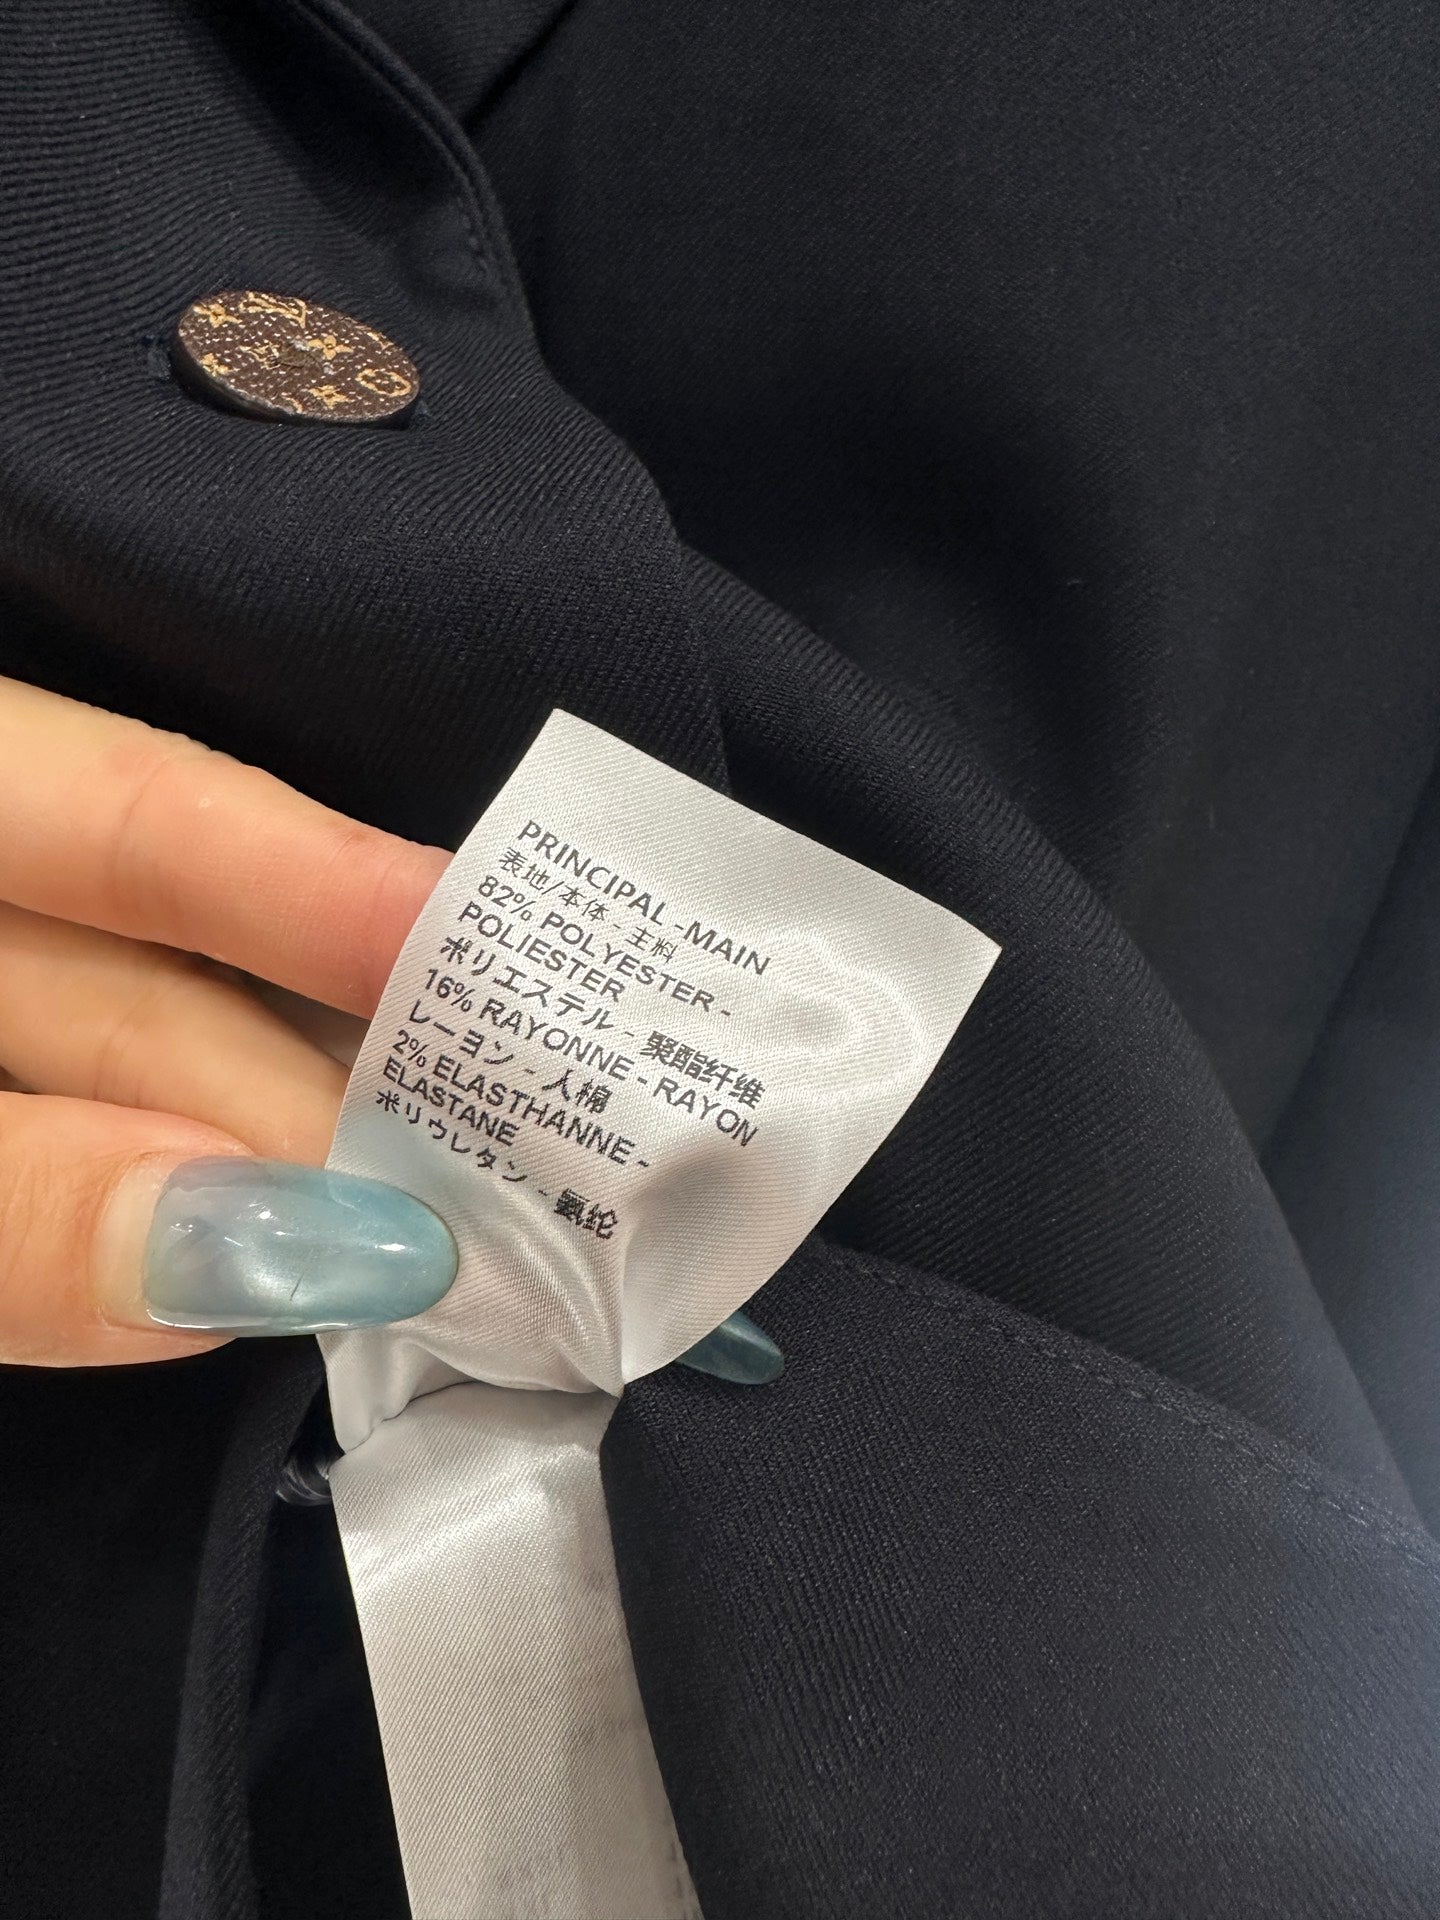 PRINCIPAL -MAIN
表地/本体 - 主料
82% POLYESTER -
POLIESTER
ポリエステル - 聚酯纤维
16% RAYONNE - RAYON
レーヨン - 人棉
2% ELASTHANNE -
ELASTANE
ポリウレタン - 氨纶